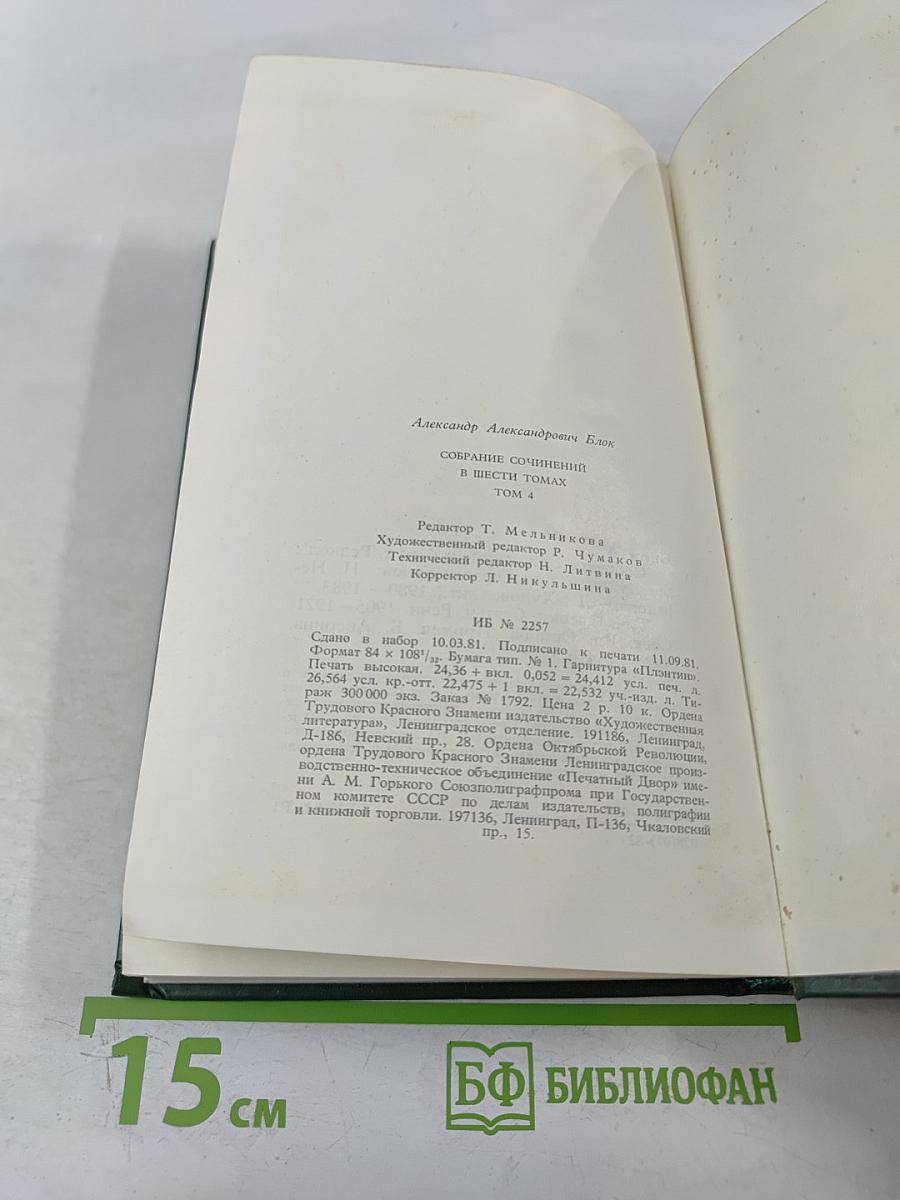 Александр Александрович Блок
СОБРАНИЕ СОЧИНЕНИЙ
В ШЕСТИ ТОМАХ
ТОМ 4
Редактор Т. Мельникова
Художественный редактор Р. Чумаков
Технический редактор Н. Литвина
Корректор Л. Никульшина
ИБ № 2257
Сдано в набор 10.03.81. Подписано к печати 11.09.81.
Формат 84 × 108¹/₃₂. Бумага тип. № 1. Гарнитура «Плэнтин».
Печать высокая. 24,36 + вкл. 0,052 = 24,412 усл. печ. л.
26,564 усл. кр.-отт. 22,475 + 1 вкл. = 22,532 уч.-изд. л. Ти-
раж 300 000 экз. Заказ № 1792. Цена 2 р. 10 к. Ордена
Трудового Красного Знамени издательство «Художественная
литература», Ленинградское отделение. 191186, Ленинград,
Д-186, Невский пр., 28. Ордена Октябрьской Революции,
ордена Трудового Красного Знамени Ленинградское произ-
водственно-техническое объединение «Печатный Двор» име-
ни А. М. Горького Союзполиграфпрома при Государствен-
ном комитете СССР по делам издательств, полиграфии
и книжной торговли. 197136, Ленинград, П-136, Чкаловский
пр., 15.
15 см
БФ БИБЛИОФАН